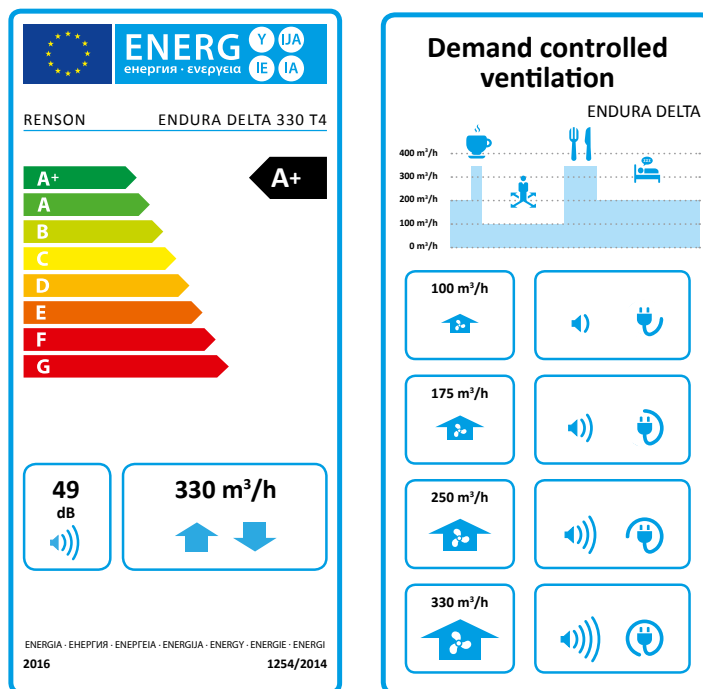 ENERG Y IJA
енергия · ενεργεια IE IA
RENSON ENDURA DELTA 330 T4
A+
A+
A
B
C
D
E
F
G
49
dB
330 m³/h
ENERGIA · ЕНЕРГИЯ · ΕΝΕΡΓΕΙΑ · ENERGIJA · ENERGY · ENERGIE · ENERGI
2016 1254/2014
Demand controlled
ventilation
ENDURA DELTA
400 m³/h
300 m³/h
200 m³/h
100 m³/h
0 m³/h
zzz
100 m³/h
175 m³/h
250 m³/h
330 m³/h